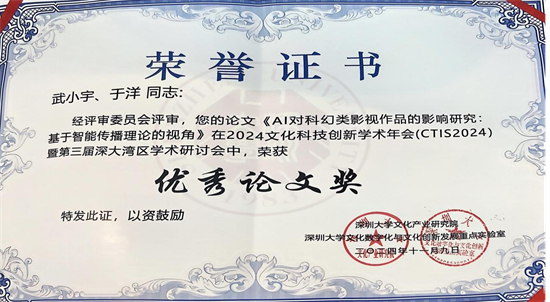 荣誉证书
武小宇、于洋 同志：
经评审委员会评审，您的论文《AI对科幻类影视作品的影响研究：
基于智能传播理论的视角》在2024文化科技创新学术年会(CTIS2024)
暨第三届深大湾区学术研讨会中，荣获
优秀论文奖
特发此证，以资鼓励
深圳大学文化产业研究院
深圳大学文化数字化与文化创新发展重点实验室
二〇二四年十一月九日